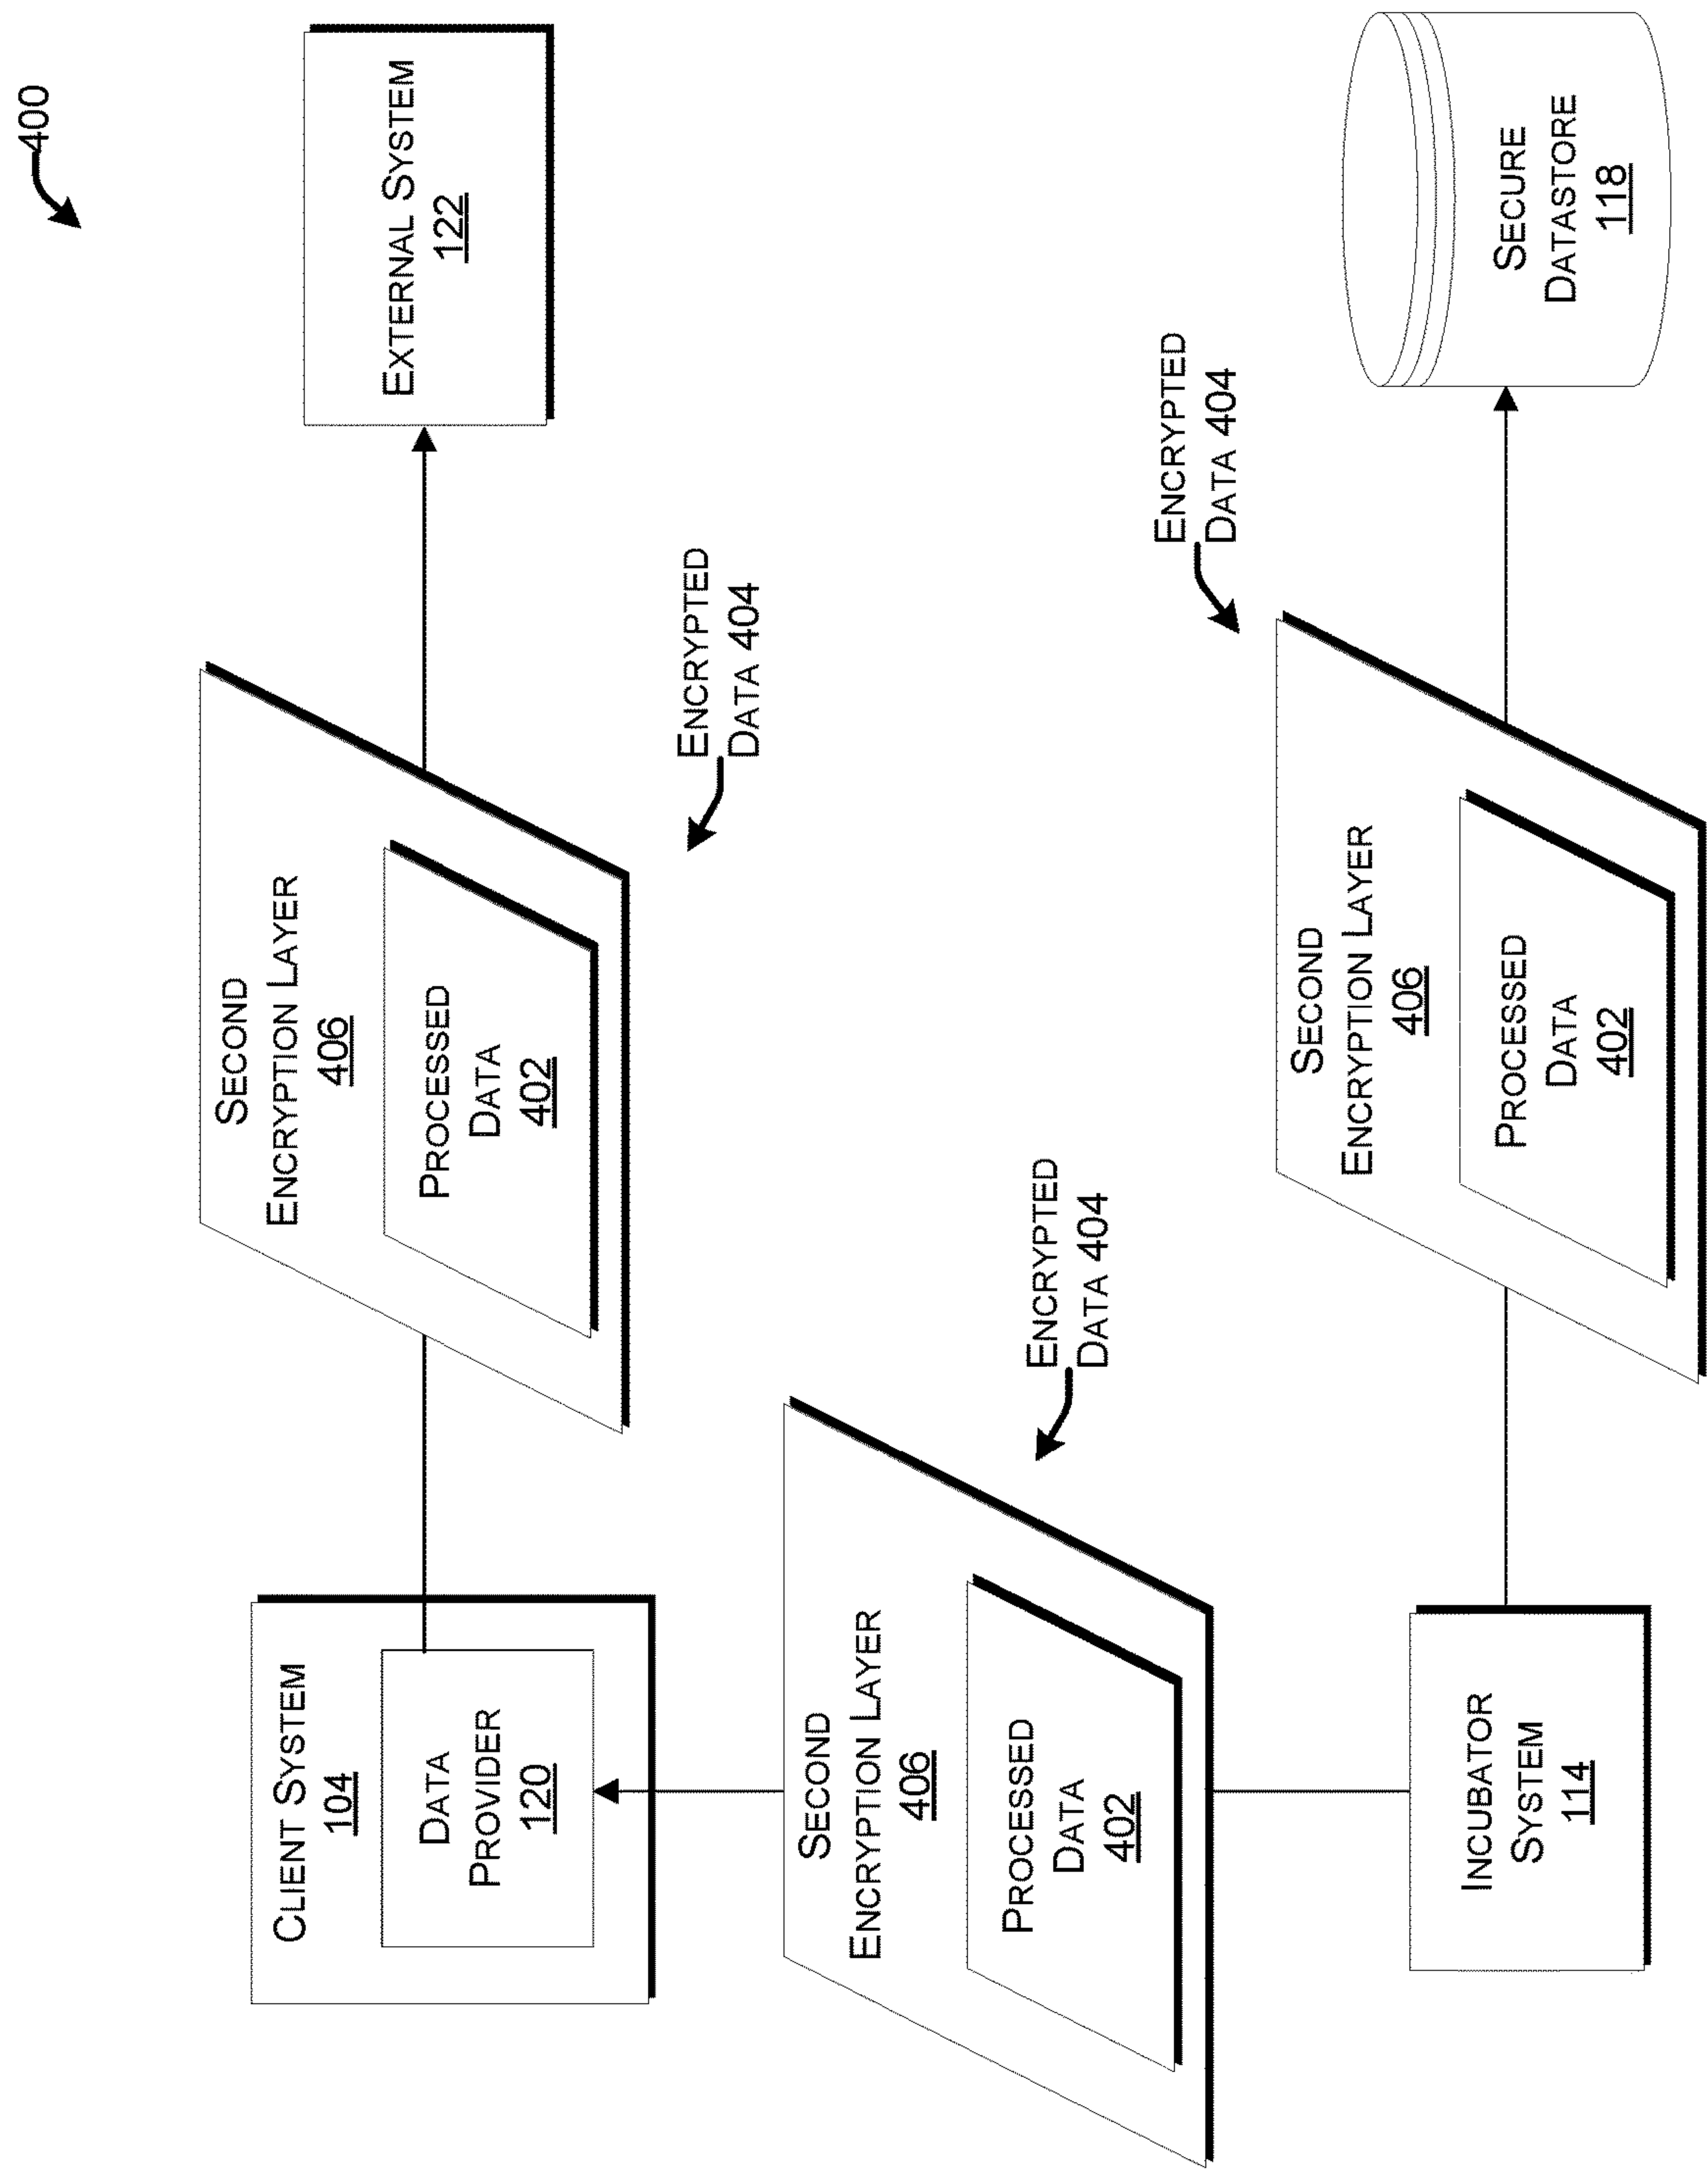 400
CLIENT SYSTEM
104
DATA
PROVIDER
120
SECOND
ENCRYPTION LAYER
406
PROCESSED
DATA
402
ENCRYPTED
DATA 404
EXTERNAL SYSTEM
122
SECOND
ENCRYPTION LAYER
406
PROCESSED
DATA
402
ENCRYPTED
DATA 404
INCUBATOR
SYSTEM
114
SECOND
ENCRYPTION LAYER
406
PROCESSED
DATA
402
ENCRYPTED
DATA 404
SECURE
DATASTORE
118